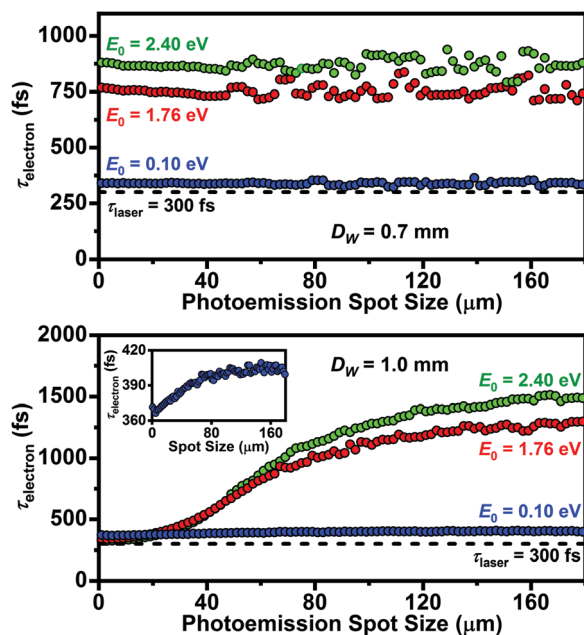 1000
750
500
250
0
τelectron (fs)
E0 = 2.40 eV
E0 = 1.76 eV
E0 = 0.10 eV
τlaser = 300 fs
DW = 0.7 mm
0 40 80 120 160
Photoemission Spot Size (μm)
2000
1500
1000
500
0
τelectron (fs)
420
390
360
τelectron (fs)
0 80 160
Spot Size (μm)
DW = 1.0 mm
E0 = 2.40 eV
E0 = 1.76 eV
E0 = 0.10 eV
τlaser = 300 fs
0 40 80 120 160
Photoemission Spot Size (μm)